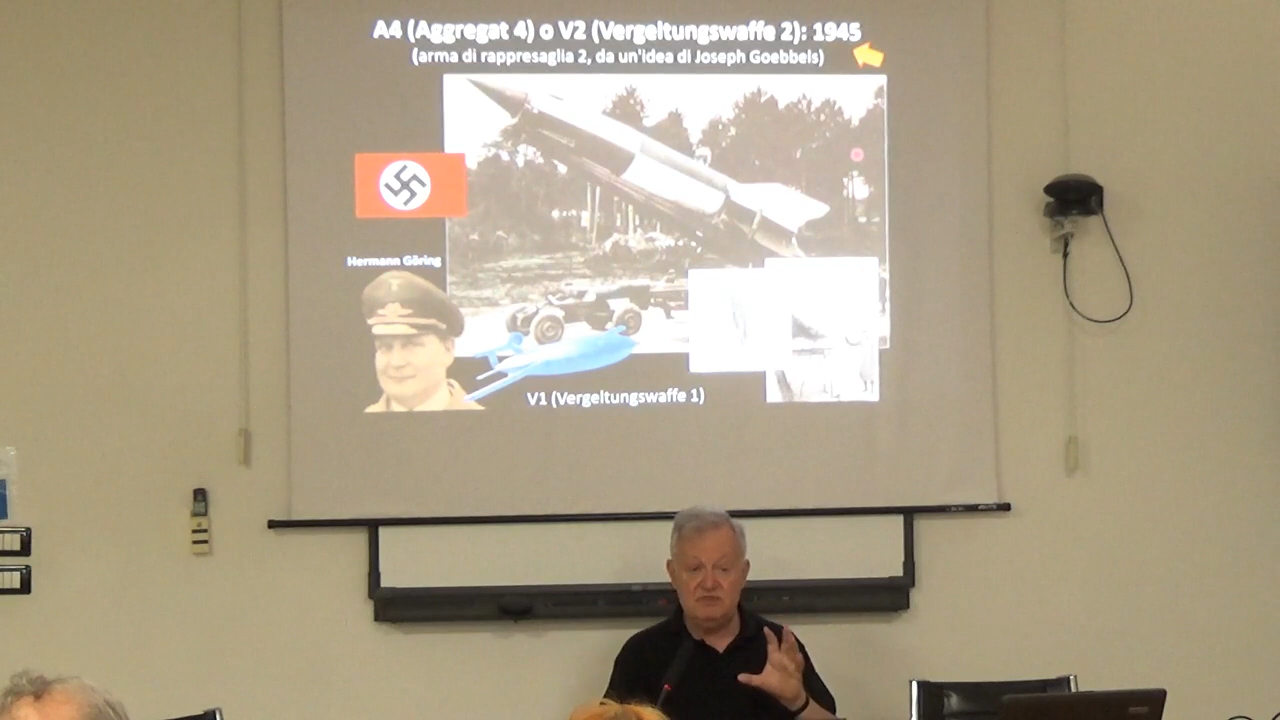 A4 (Aggregat 4) o V2 (Vergeltungswaffe 2): 1945
(arma di rappresaglia 2, da un'idea di Joseph Goebbels)
Hermann Göring
V1 (Vergeltungswaffe 1)